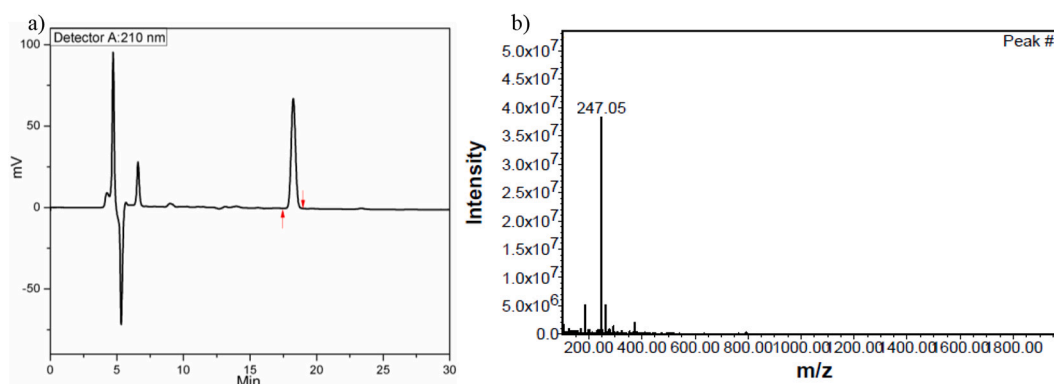 a)
Detector A:210 nm
100
50
0
-50
mV
0
5
10
15
20
25
30
Min
b)
Peak #
5.0x10⁷
4.5x10⁷
4.0x10⁷
3.5x10⁷
3.0x10⁷
2.5x10⁷
2.0x10⁷
1.5x10⁷
1.0x10⁷
5.0x10⁶
0.0
Intensity
247.05
200.00 400.00 600.00 800.00 1000.00 1200.00 1400.00 1600.00 1800.00
m/z